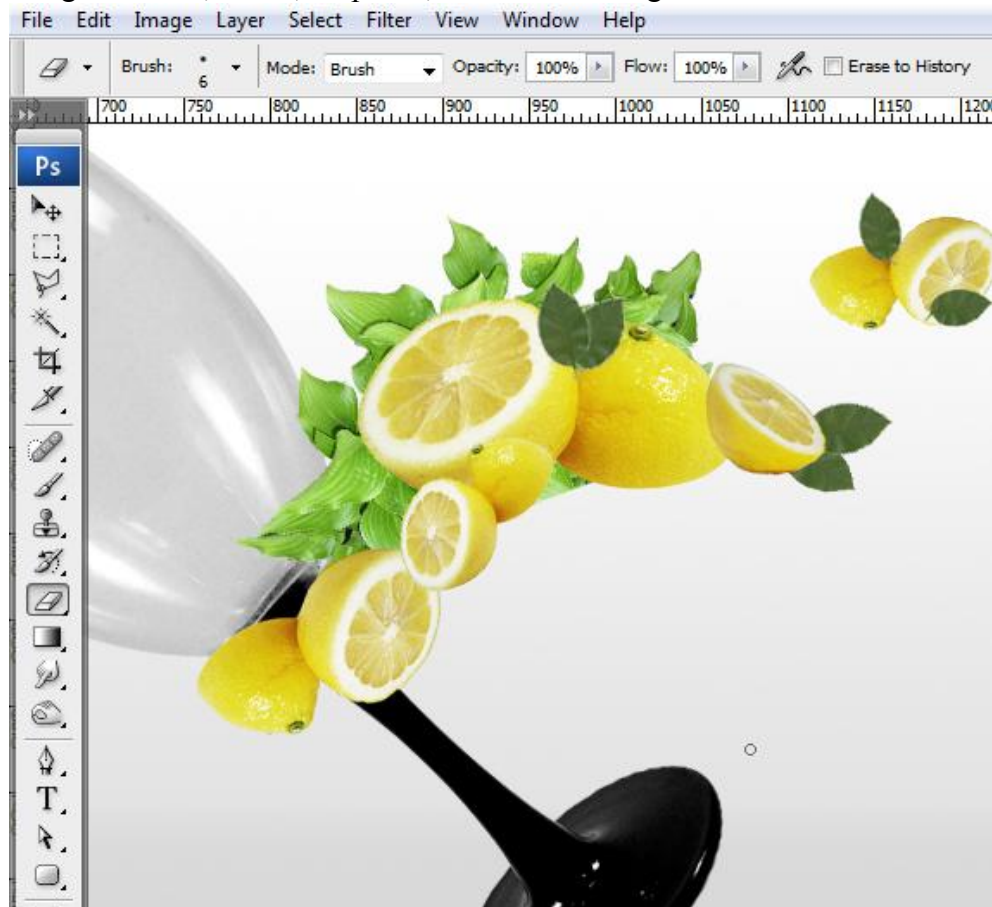 File Edit Image Layer Select Filter View Window Help
Brush: 6 Mode: Brush Opacity: 100% Flow: 100% Erase to History
700 750 800 850 900 950 1000 1050 1100 1150 1200
Ps
T